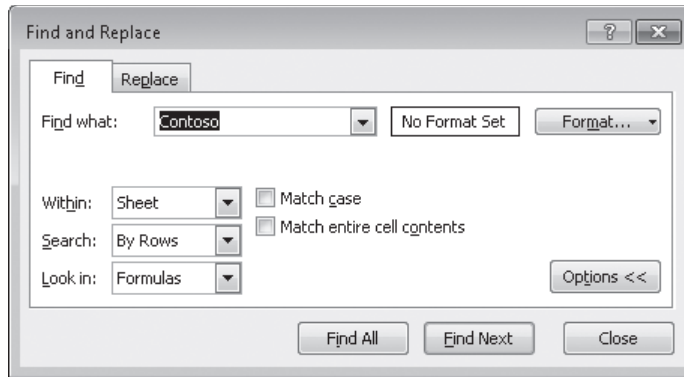 Find and Replace
Find Replace
Find what: Contoso No Format Set Format...
Within: Sheet Match case
Match entire cell contents
Search: By Rows
Look in: Formulas Options <<
Find All Find Next Close